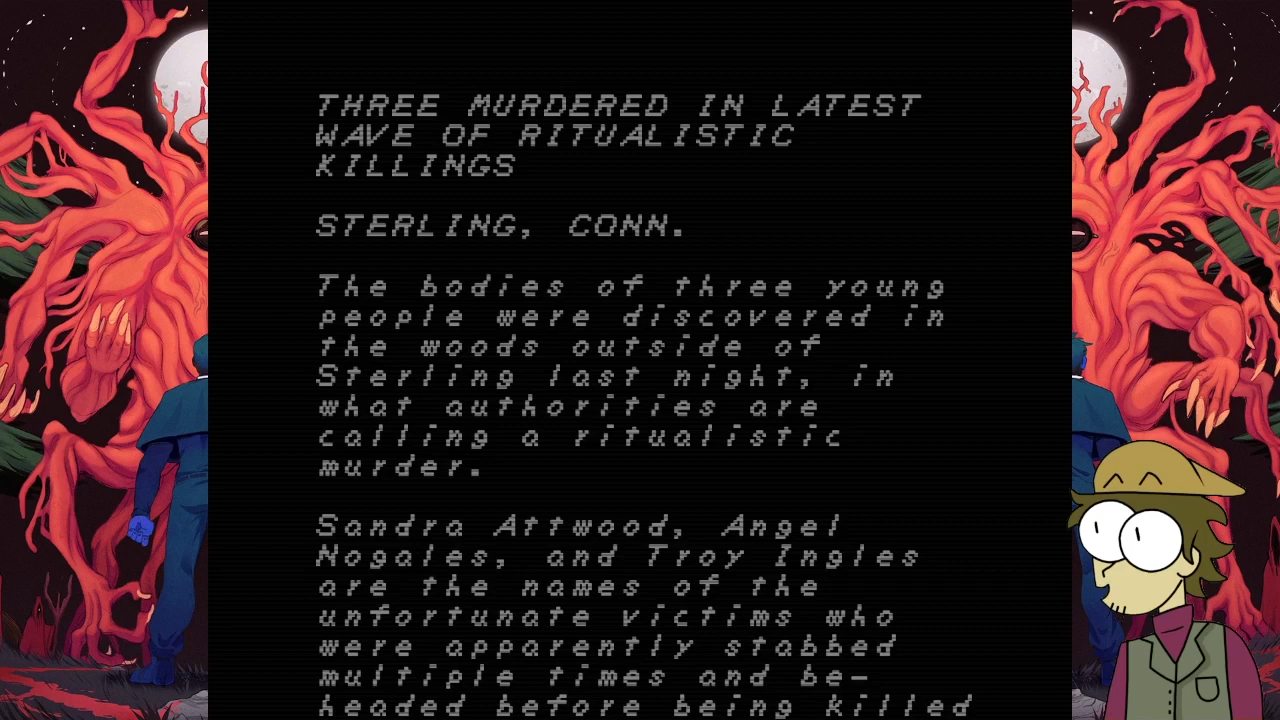 THREE MURDERED IN LATEST
WAVE OF RITUALISTIC
KILLINGS
STERLING, CONN.
The bodies of three young
people were discovered in
the woods outside of
Sterling last night, in
what authorities are
calling a ritualistic
murder.
Sandra Attwood, Angel
Nogales, and Troy Ingles
are the names of the
unfortunate victims who
were apparently stabbed
multiple times and be-
headed before being killed